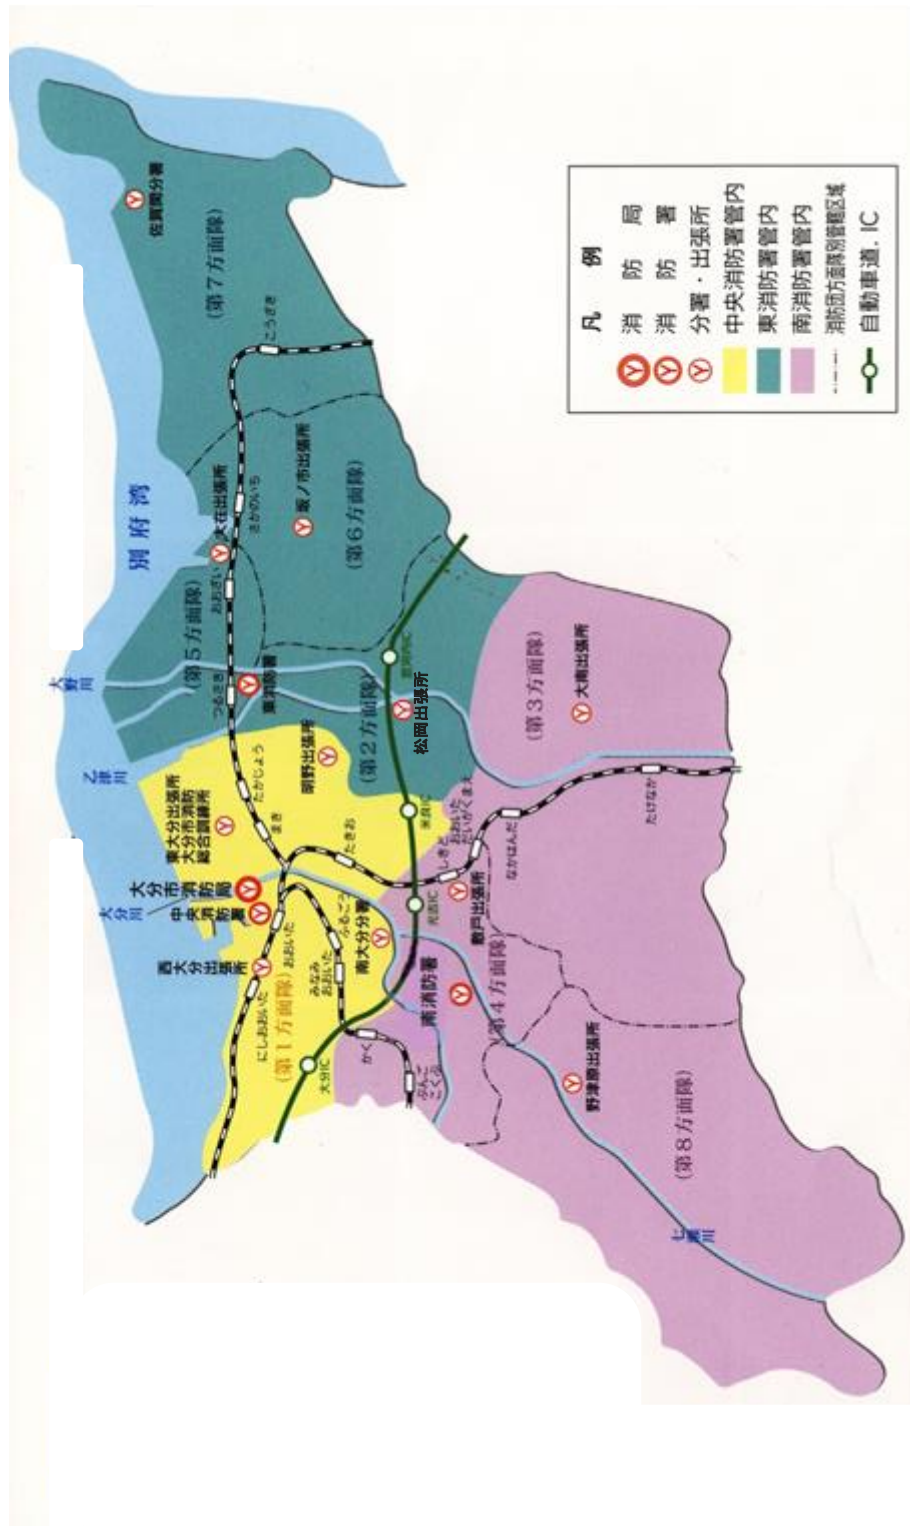 凡例
消防局
消防署
分署・出張所
中央消防署管内
東消防署管内
南消防署管内
消防団方面隊別管轄区域
自動車道. IC
別府湾
大野川
乙津川
大分川
佐賀関分署
(第7方面隊)
こうざき
坂ノ市出張所
さかのいち
(第6方面隊)
大在出張所
おおざい
(第5方面隊)
東消防署
つるさき
(第2方面隊)
松岡出張所
明野出張所
たかじょう
東大分出張所
大分市消防
総合訓練所
まき
たきお
米良IC
大分市消防局
中央消防署
西大分出張所
おおいた
にしおおいた
(第1方面隊)
ふるごう
南大分分署
みなみ
おおいた
大分IC
光吉IC
かく
ぶんご
こくぶ
南消防署
(第4方面隊)
敷戸出張所
しきど
おおいた
だいがくまえ
なかはんだ
たけなか
(第3方面隊)
大南出張所
野津原出張所
(第8方面隊)
七瀬川